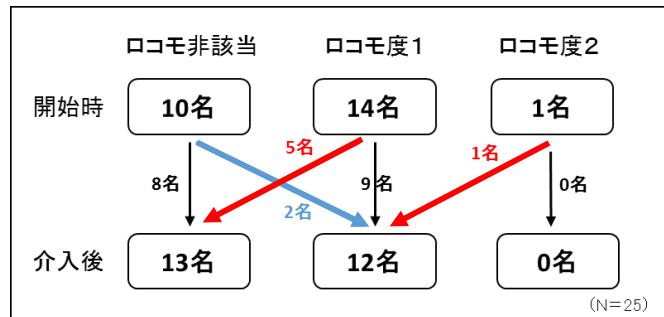 ロコモ非該当 ロコモ度1 ロコモ度2
開始時 10名 14名 1名
5名 1名
8名 9名 0名
2名
介入後 13名 12名 0名
(N=25)